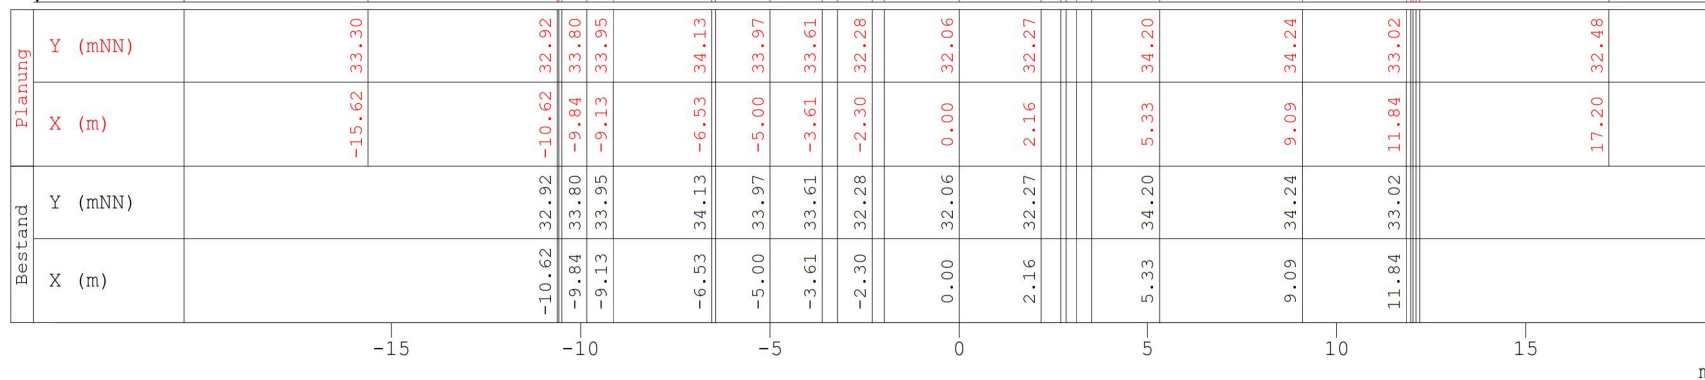 Planung
Y (mNN) 33.30 32.92 33.80 33.95 34.13 33.97 33.61 32.28 32.06 32.27 34.20 34.24 33.02 32.48
X (m) -15.62 -10.62 -9.84 -9.13 -6.53 -5.00 -3.61 -2.30 0.00 2.16 5.33 9.09 11.84 17.20
Bestand
Y (mNN) 32.92 33.80 33.95 34.13 33.97 33.61 32.28 32.06 32.27 34.20 34.24 33.02
X (m) -10.62 -9.84 -9.13 -6.53 -5.00 -3.61 -2.30 0.00 2.16 5.33 9.09 11.84
-15 -10 -5 0 5 10 15